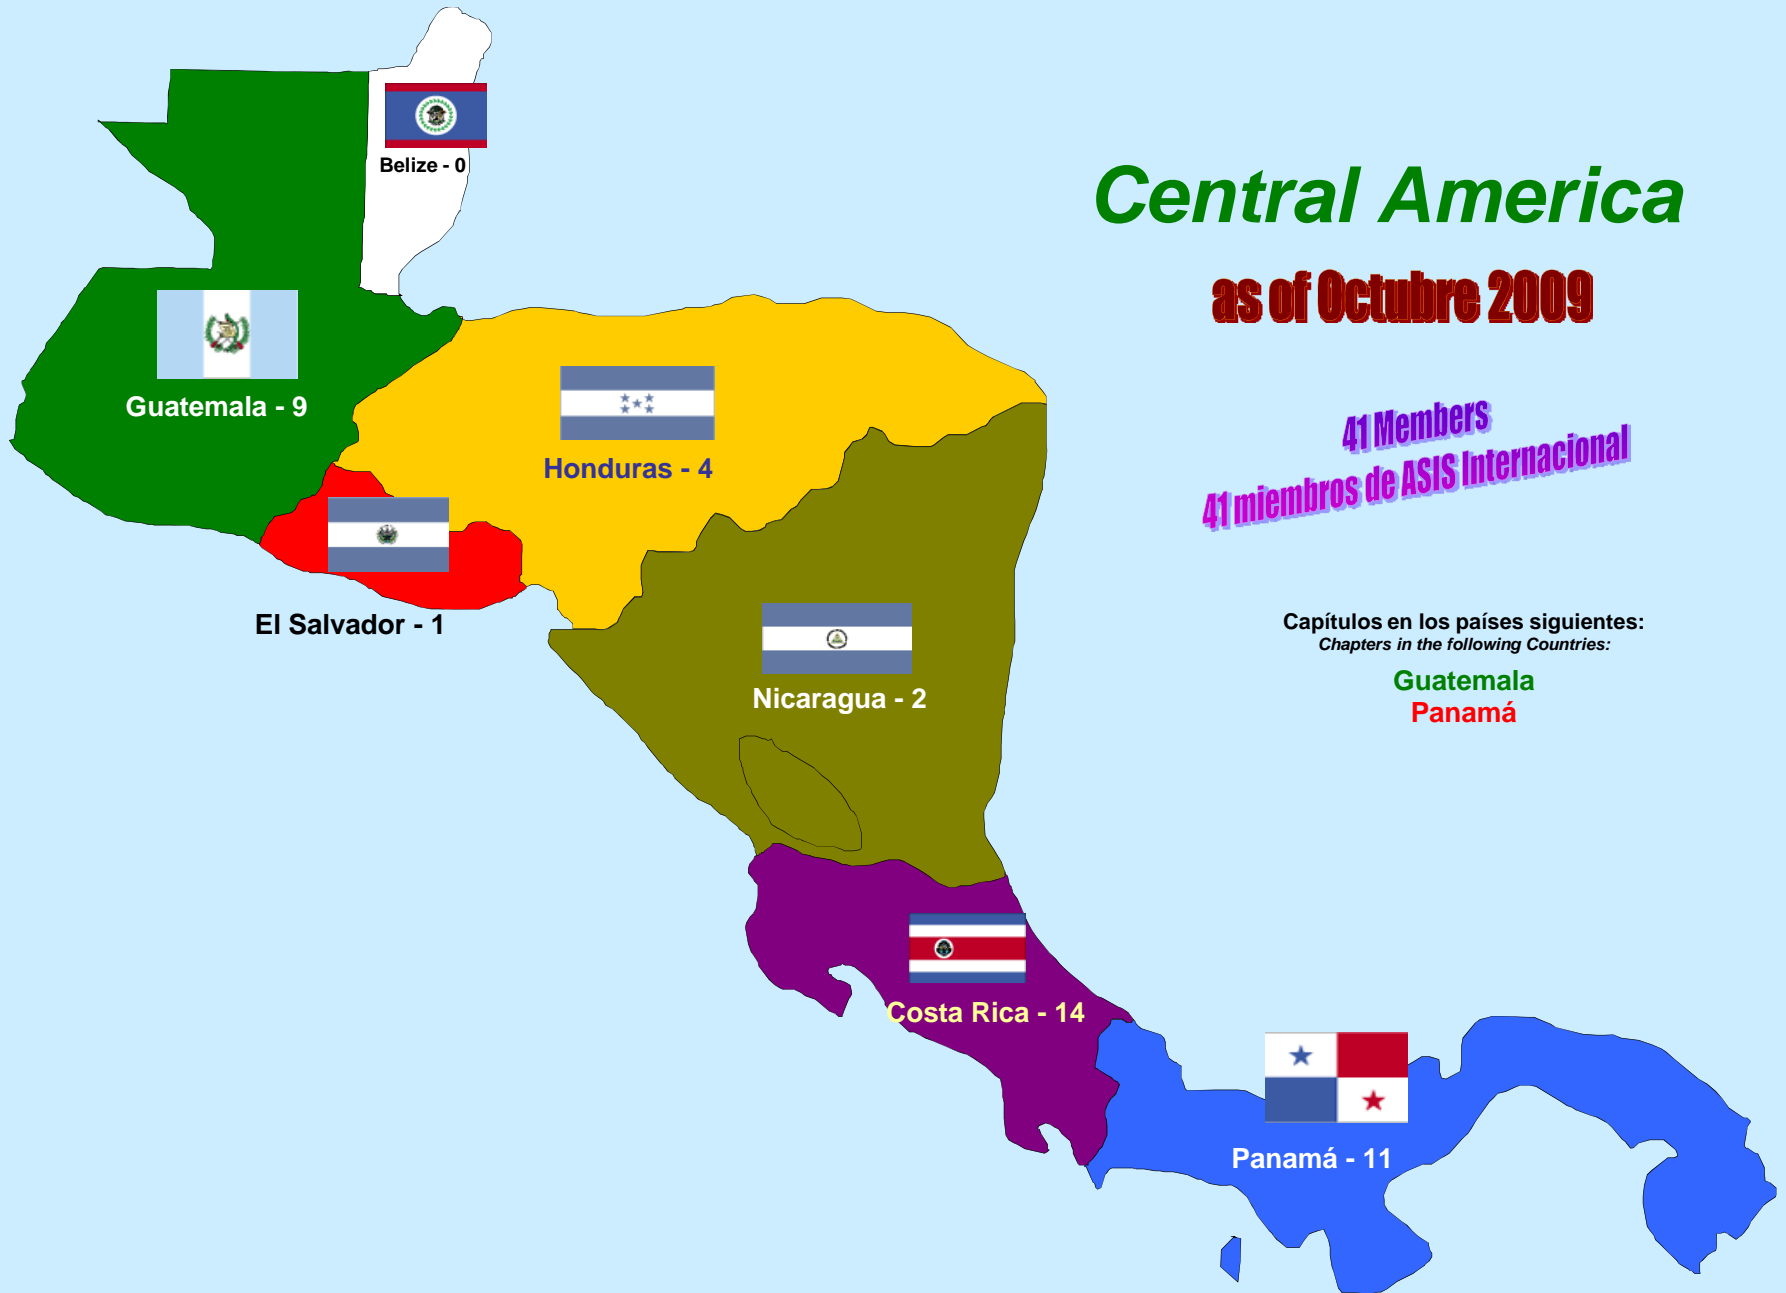 Belize - 0
Central America
as of Octubre 2009
Guatemala - 9
41 Members
41 miembros de ASIS Internacional
Honduras - 4
El Salvador - 1
Capítulos en los países siguientes:
Chapters in the following Countries:
Guatemala
Panamá
Nicaragua - 2
Costa Rica - 14
Panamá - 11